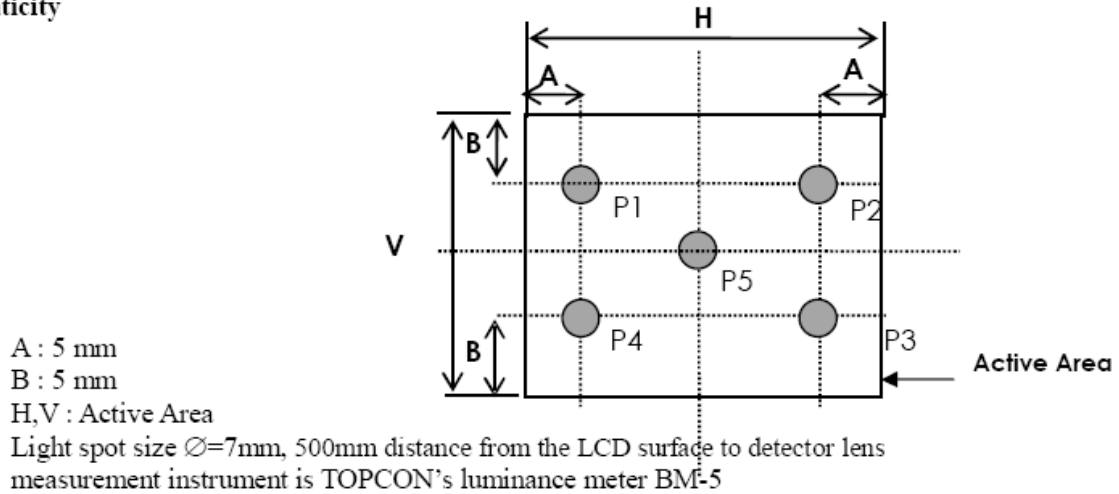 H
A
A
B
P1
P2
V
P5
B
P4
P3
Active Area
A : 5 mm
B : 5 mm
H,V : Active Area
Light spot size ∅=7mm, 500mm distance from the LCD surface to detector lens
measurement instrument is TOPCON’s luminance meter BM-5